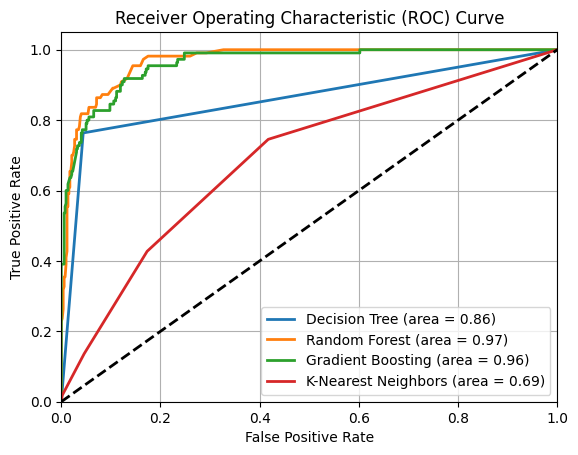 Receiver Operating Characteristic (ROC) Curve
1.0
0.8
0.6
0.4
0.2
0.0
True Positive Rate
Decision Tree (area = 0.86)
Random Forest (area = 0.97)
Gradient Boosting (area = 0.96)
K-Nearest Neighbors (area = 0.69)
0.0 0.2 0.4 0.6 0.8 1.0
False Positive Rate